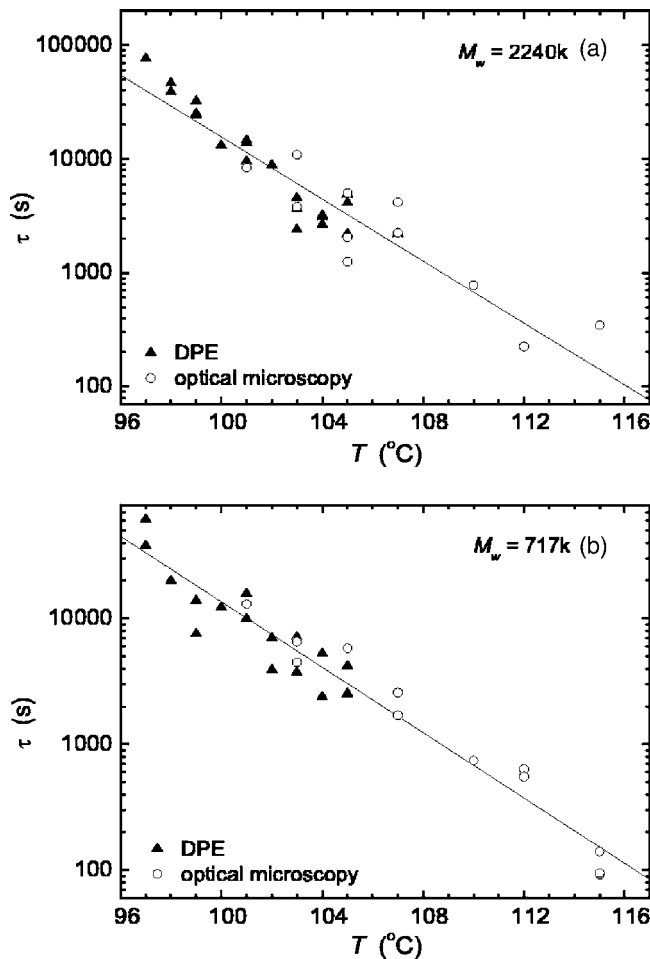 100000
M_w = 2240k (a)
10000
τ (s)
1000
▲ DPE
○ optical microscopy
100
96 100 104 108 112 116
T (°C)
M_w = 717k (b)
10000
τ (s)
1000
▲ DPE
○ optical microscopy
100
96 100 104 108 112 116
T (°C)